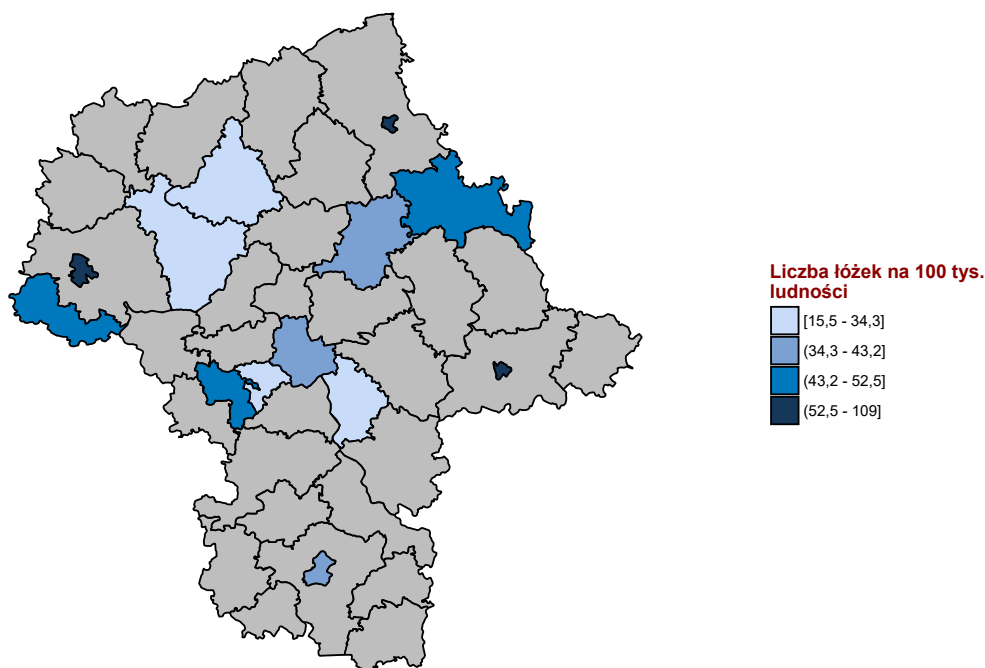 Liczba łóżek na 100 tys.
ludności
[15,5 - 34,3]
(34,3 - 43,2]
(43,2 - 52,5]
(52,5 - 109]